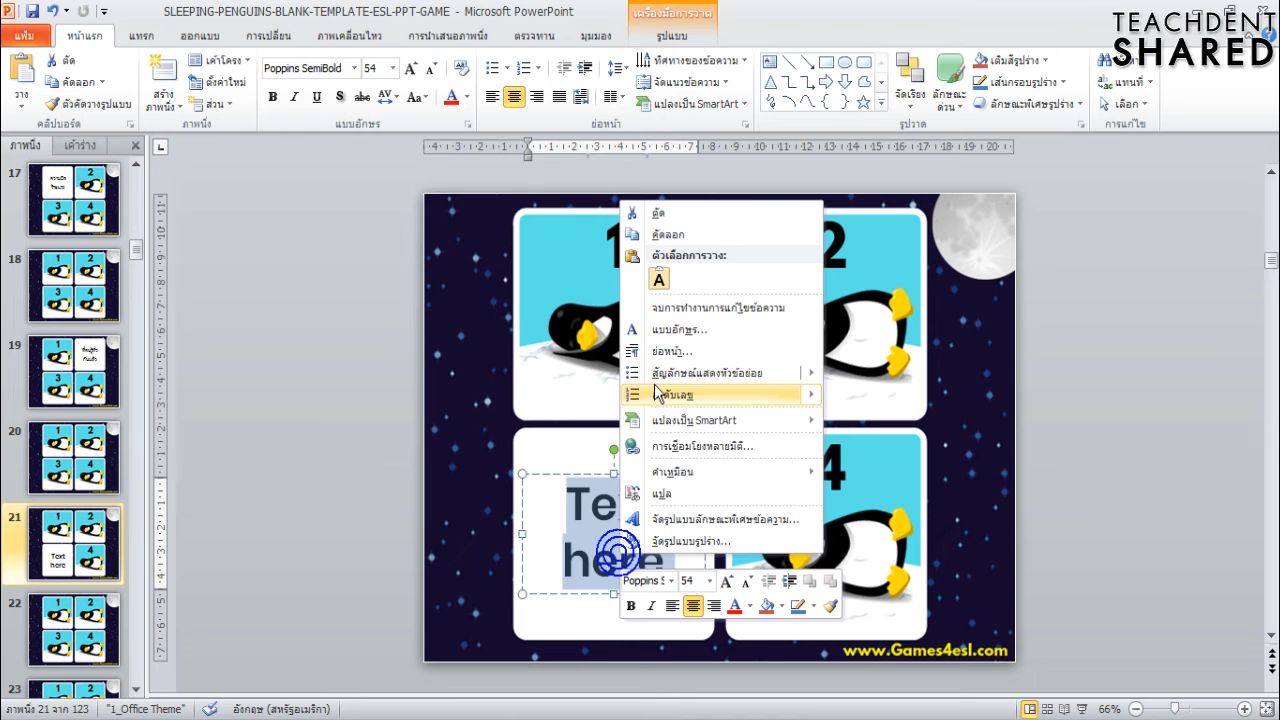 SLEEPING-PENGUINS-BLANK-TEMPLATE-ESL-PPT-GAME - Microsoft PowerPoint
เครื่องมือการวาด
TEACHDENT
SHARED
แฟ้ม
หน้าแรก
แทรก
ออกแบบ
การเปลี่ยน
ภาพเคลื่อนไหว
การนำเสนอภาพนิ่ง
ตรวจทาน
มุมมอง
รูปแบบ
วาง
ตัด
คัดลอก
ตัวคัดวางรูปแบบ
คลิปบอร์ด
สร้าง
ภาพนิ่ง
เค้าโครง
ตั้งค่าใหม่
ส่วน
ภาพนิ่ง
Poppins SemiBold
54
แบบอักษร
ทิศทางของข้อความ
จัดแนวข้อความ
แปลงเป็น SmartArt
ย่อหน้า
จัดเรียง
ลักษณะ
ด่วน
เติมสีรูปร่าง
เส้นกรอบรูปร่าง
ลักษณะพิเศษรูปร่าง
รูปวาด
แทนที่
เลือก
การแก้ไข
ภาพนิ่ง
เค้าร่าง
17
2
3
4
18
1
2
3
4
19
1
3
4
20
1
2
3
4
21
1
2
Text
here
4
22
1
2
3
4
23
1
2
4
Te
here
ตัด
คัดลอก
ตัวเลือกการวาง:
A
จบการทำงานการแก้ไขข้อความ
แบบอักษร...
ย่อหน้า...
สัญลักษณ์แสดงหัวข้อย่อย
แปลงเป็น SmartArt
การเชื่อมโยงหลายมิติ...
คำเหมือน
แปล
จัดรูปแบบลักษณะพิเศษข้อความ...
จัดรูปแบบรูปร่าง...
Poppins S
54
www.Games4esl.com
ภาพนิ่ง 21 จาก 123
"1_Office Theme"
อังกฤษ (สหรัฐอเมริกา)
66%